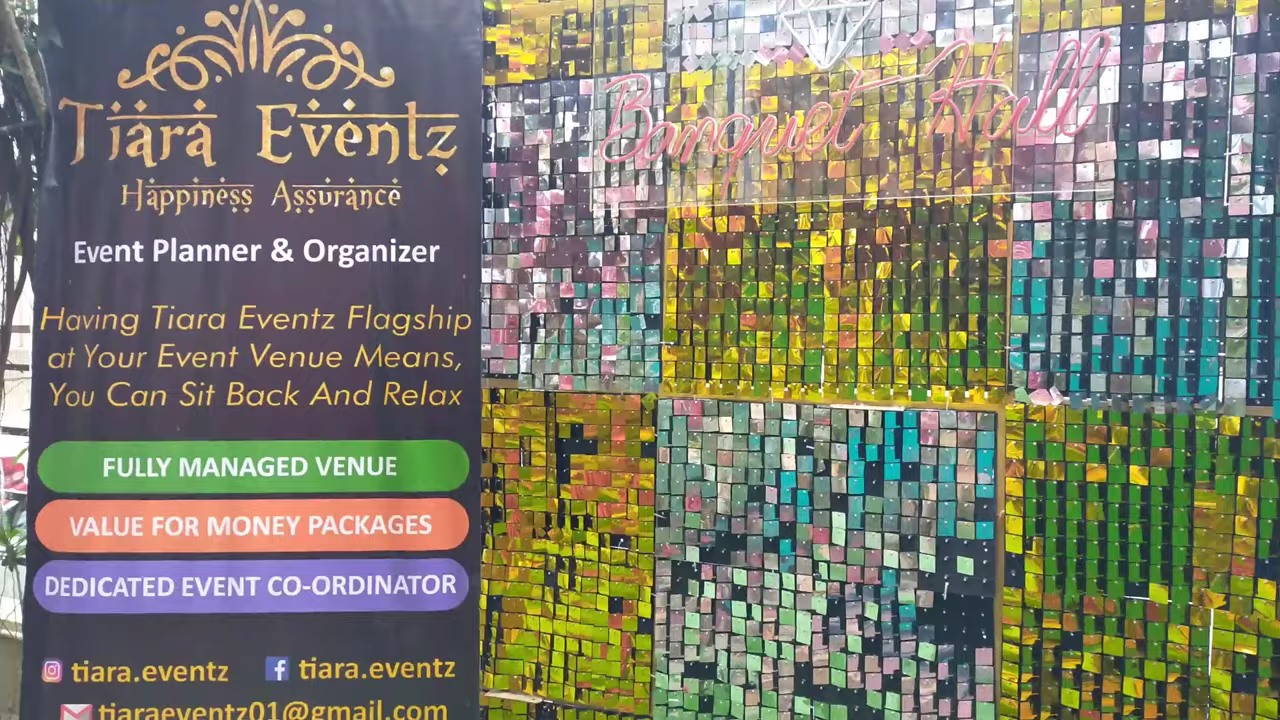 Tiara Eventz
Happiness Assurance
Event Planner & Organizer
Having Tiara Eventz Flagship
at Your Event Venue Means,
You Can Sit Back And Relax
FULLY MANAGED VENUE
VALUE FOR MONEY PACKAGES
DEDICATED EVENT CO-ORDINATOR
tiara.eventz tiara.eventz
tiaraeventz01@gmail.com
Banquet Hall